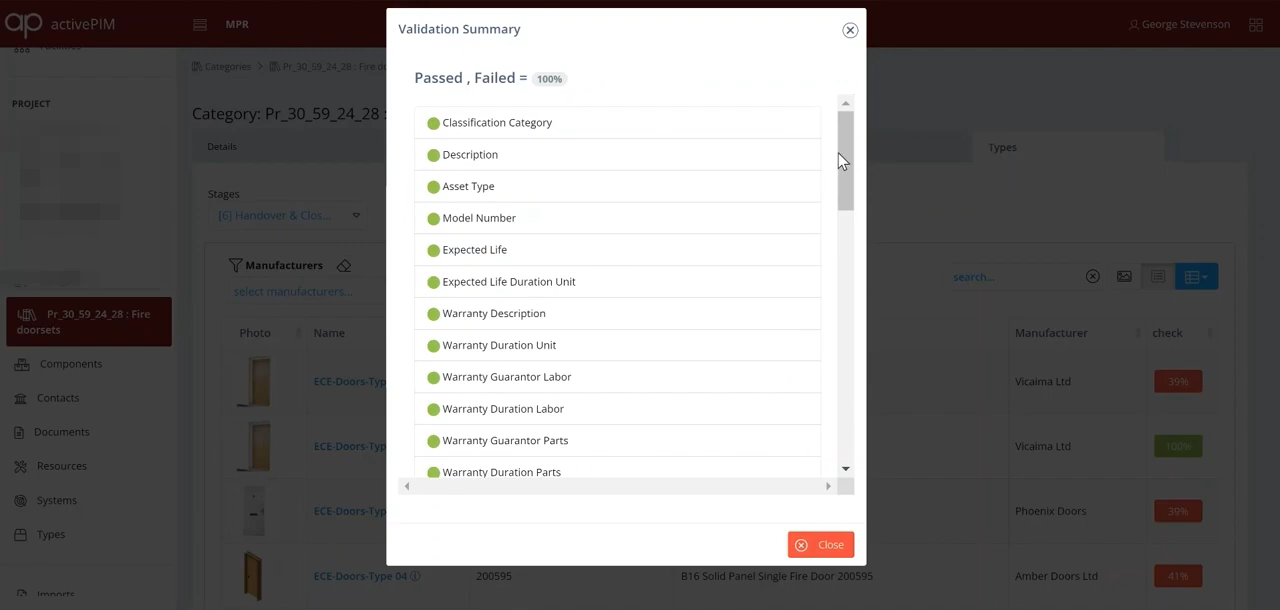 activePIM
MPR
George Stevenson
Validation Summary
Passed , Failed = 100%
Facilities
Categories > Pr_30_59_24_28 : Fire do
PROJECT
Category: Pr_30_59_24_28 :
Details
Types
Stages
[6] Handover & Clos...
Manufacturers
select manufacturers...
search...
Photo
Name
Manufacturer
check
Pr_30_59_24_28 : Fire
doorsets
Components
Contacts
Documents
Resources
Systems
Types
Imports
ECE-Doors-Typ
Vicaima Ltd
39%
ECE-Doors-Typ
Vicaima Ltd
100%
ECE-Doors-Typ
Phoenix Doors
39%
ECE-Doors-Type 04
200595
B16 Solid Panel Single Fire Door 200595
Amber Doors Ltd
41%
Classification Category
Description
Asset Type
Model Number
Expected Life
Expected Life Duration Unit
Warranty Description
Warranty Duration Unit
Warranty Guarantor Labor
Warranty Duration Labor
Warranty Guarantor Parts
Warranty Duration Parts
Close